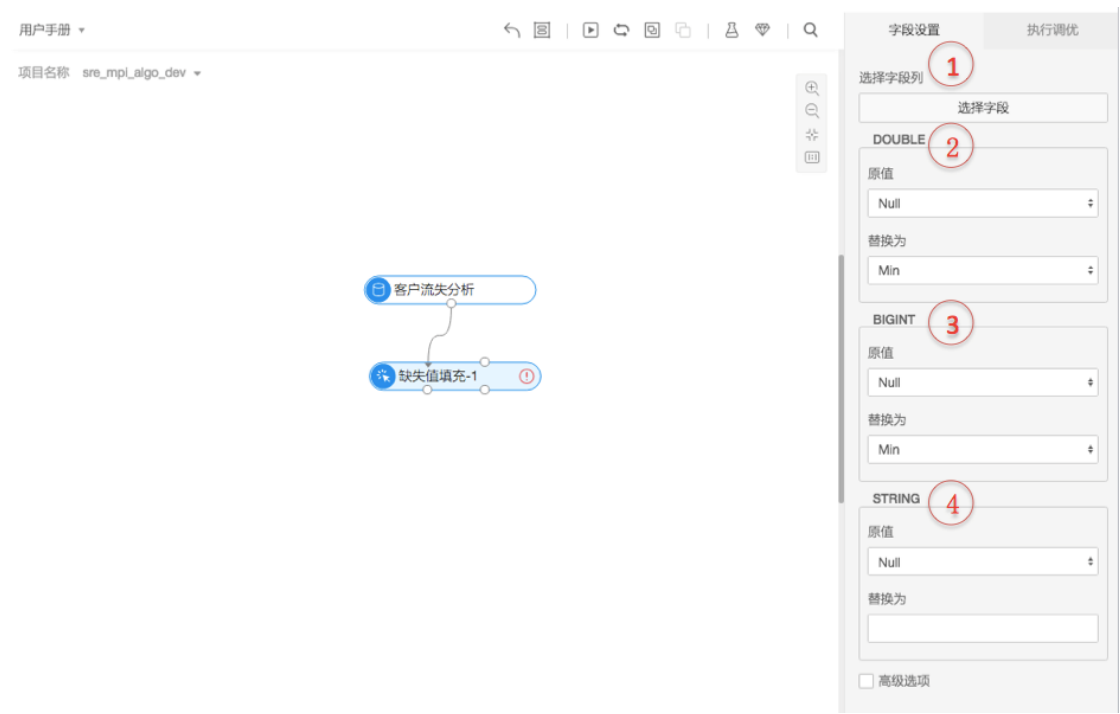 用户手册
字段设置
执行调优
项目名称 sre_mpi_algo_dev
选择字段列
1
选择字段
DOUBLE
2
原值
Null
替换为
Min
客户流失分析
BIGINT
3
原值
Null
缺失值填充-1
替换为
Min
STRING
4
原值
Null
替换为
高级选项